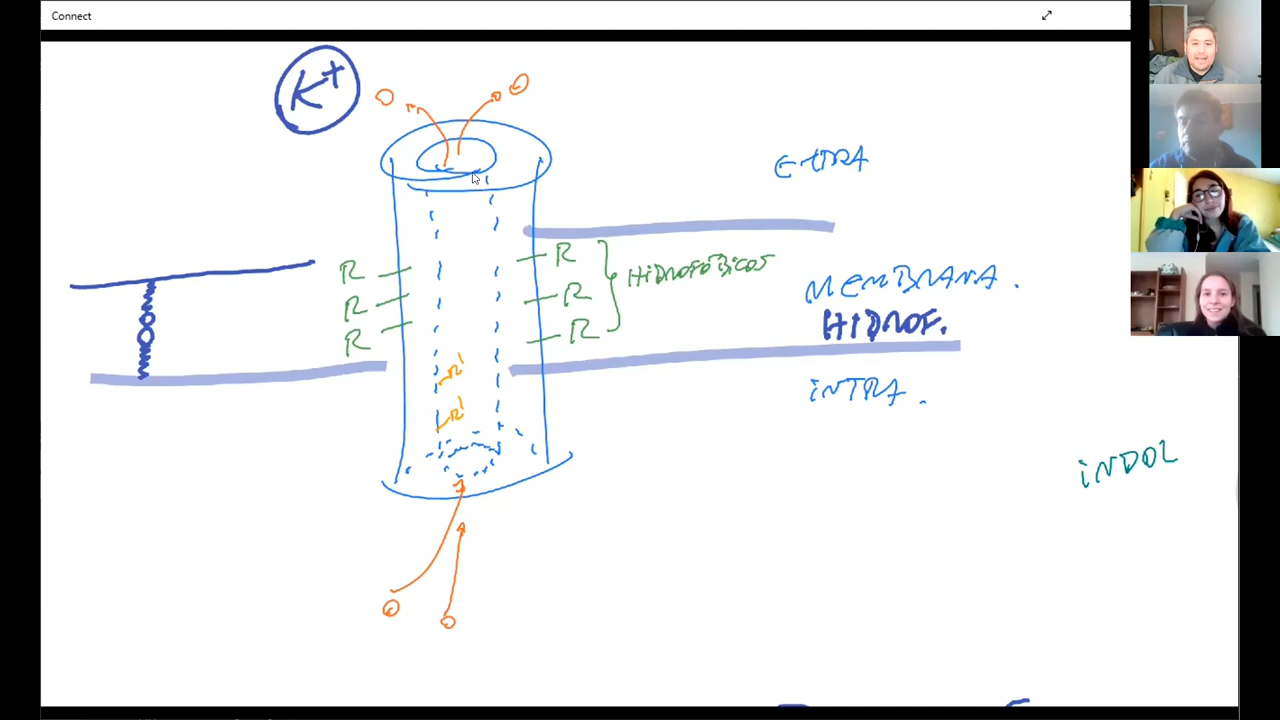 Connect
K+
EXTRA
R
R
R
R
R
R
HIDROFÓBICOS
MEMBRANA.
HIDROF.
R'
R'
INTRA.
INDOL